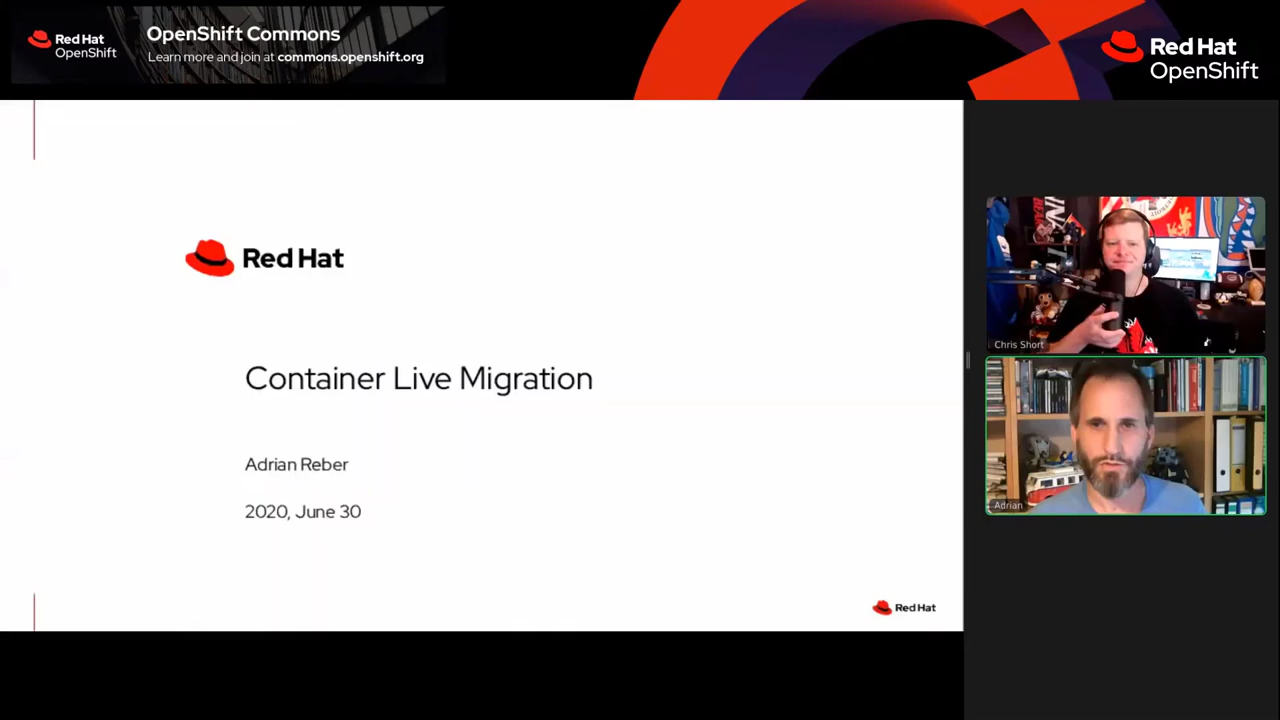 Red Hat
OpenShift
OpenShift Commons
Learn more and join at commons.openshift.org
Red Hat
OpenShift
Red Hat
Container Live Migration
Adrian Reber
2020, June 30
Red Hat
Chris Short
Adrian